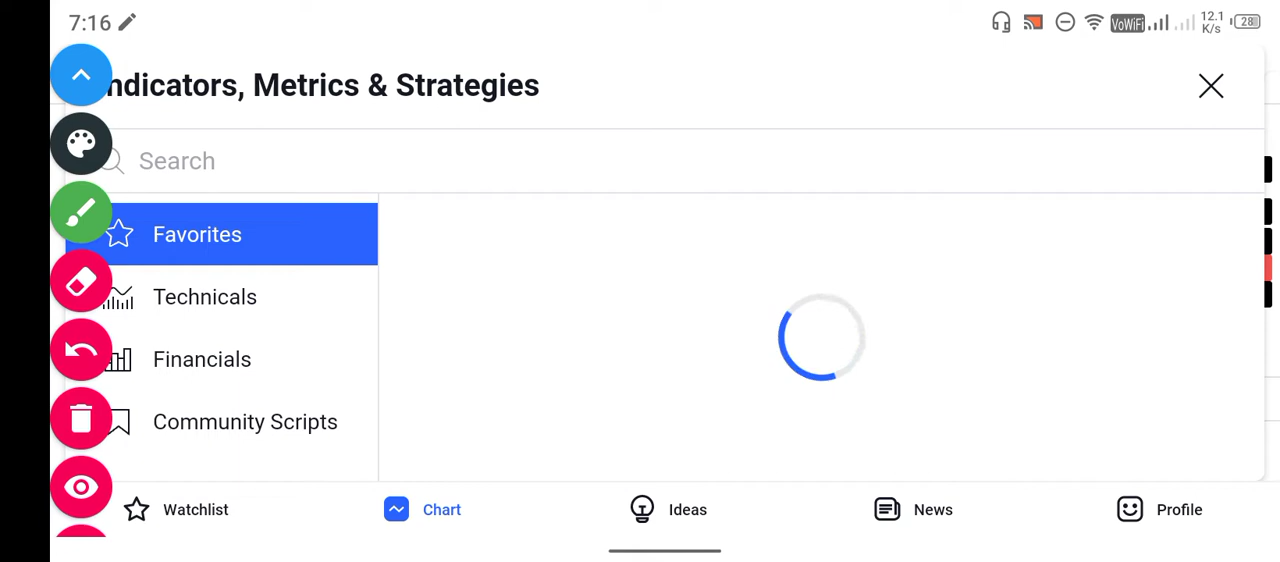 7:16
VoWiFi
12.1
K/s
28
ndicators, Metrics & Strategies
Search
Favorites
Technicals
Financials
Community Scripts
Watchlist
Chart
Ideas
News
Profile